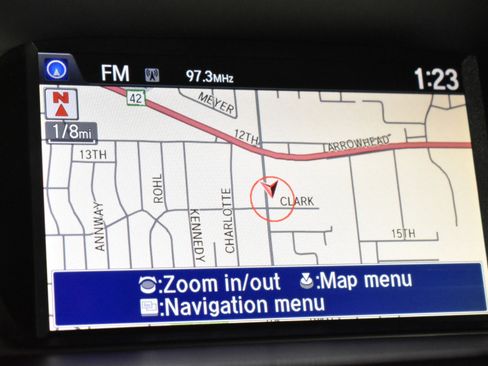 FM 97.3MHz 1:23
N
42
MEYER
1/8mi
12TH
ARROWHEAD
13TH
ROHL
CLARK
ANNWAY
KENNEDY
CHARLOTTE
15TH
:Zoom in/out :Map menu
:Navigation menu